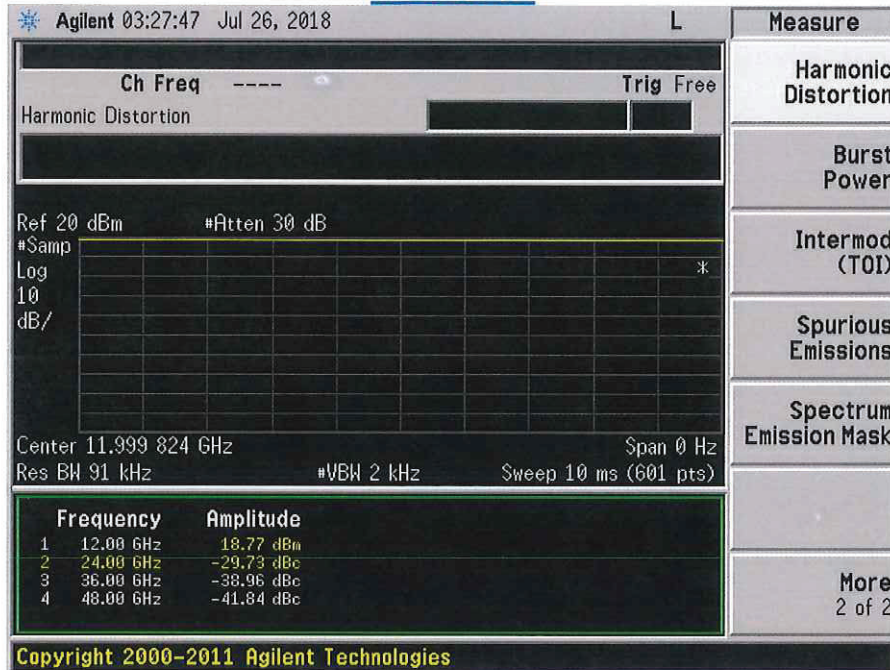 Agilent 03:27:47 Jul 26, 2018 L
Measure
Ch Freq ---- Trig Free
Harmonic Distortion
Harmonic
Distortion
Burst
Power
Ref 20 dBm #Atten 30 dB
#Samp
Log
10
dB/
*
Intermod
(TOI)
Spurious
Emissions
Spectrum
Emission Mask
Center 11.999 824 GHz Span 0 Hz
Res BW 91 kHz #VBW 2 kHz Sweep 10 ms (601 pts)
Frequency Amplitude
1 12.00 GHz 18.77 dBm
2 24.00 GHz -29.73 dBc
3 36.00 GHz -38.96 dBc
4 48.00 GHz -41.84 dBc
More
2 of 2
Copyright 2000-2011 Agilent Technologies